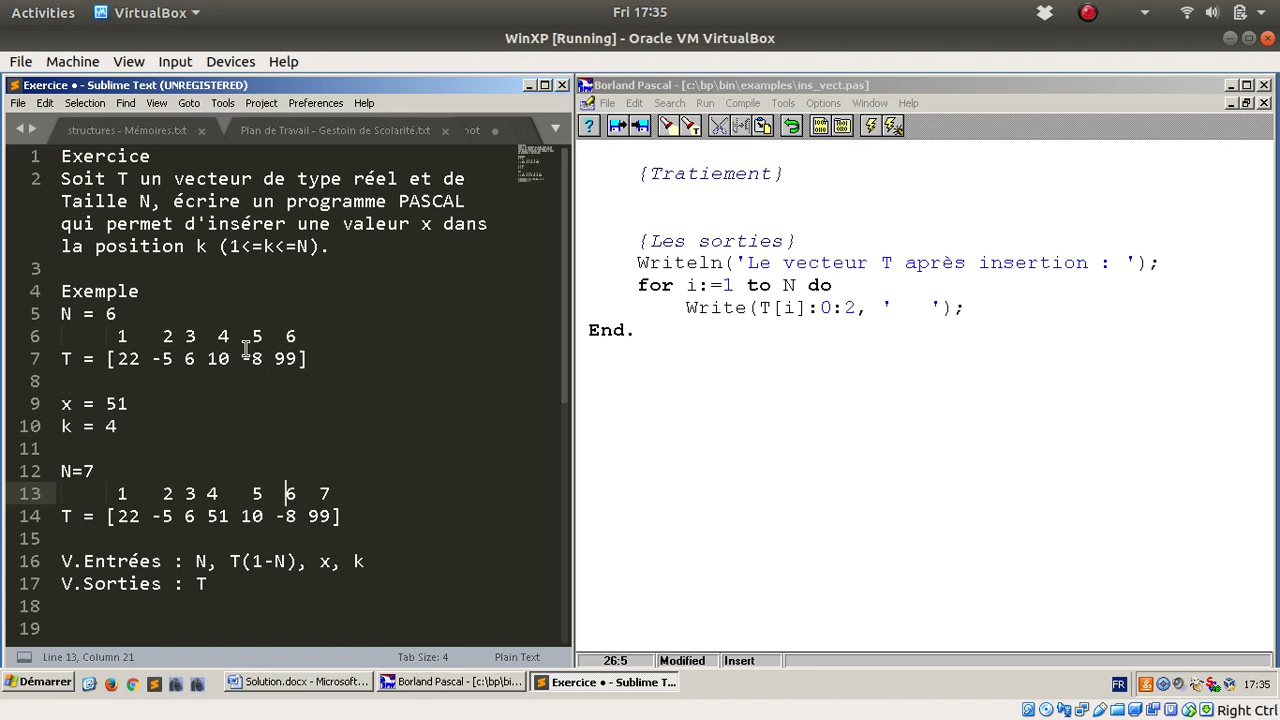 Activities VirtualBox Fri 17:35
WinXP [Running] - Oracle VM VirtualBox
File Machine View Input Devices Help
Exercice • - Sublime Text (UNREGISTERED)
File Edit Selection Find View Goto Tools Project Preferences Help
structures - Mémoires.txt × Plan de Travail - Gestoin de Scolarité.txt × oot
1 Exercice
2 Soit T un vecteur de type réel et de
Taille N, écrire un programme PASCAL
qui permet d'insérer une valeur x dans
la position k (1<=k<=N).
3
4 Exemple
5 N = 6
6 1 2 3 4 5 6
7 T = [22 -5 6 10 -8 99]
8
9 x = 51
10 k = 4
11
12 N=7
13 1 2 3 4 5 6 7
14 T = [22 -5 6 51 10 -8 99]
15
16 V.Entrées : N, T(1-N), x, k
17 V.Sorties : T
18
19
Line 13, Column 21 Tab Size: 4 Plain Text
Borland Pascal - [c:\bp\bin\examples\ins_vect.pas]
File Edit Search Run Compile Tools Options Window Help
{Tratiement}
{Les sorties}
Writeln('Le vecteur T après insertion : ');
for i:=1 to N do
Write(T[i]:0:2, '   ');
End.
26:5 Modified Insert
Démarrer Solution.docx - Microsoft... Borland Pascal - [c:\bp\bi... Exercice • - Sublime T... FR 17:35
Right Ctrl